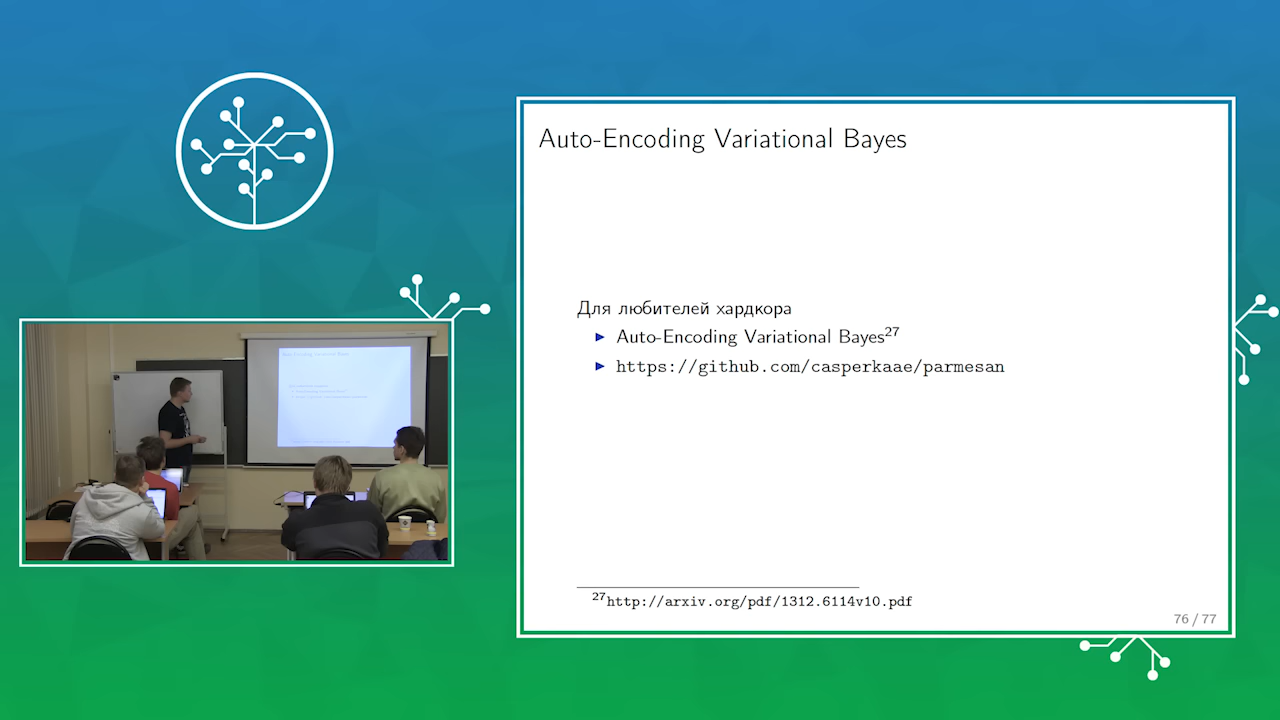 Auto-Encoding Variational Bayes
Для любителей хардкора
Auto-Encoding Variational Bayes27
https://github.com/casperkaae/parmesan
27http://arxiv.org/pdf/1312.6114v10.pdf
76 / 77